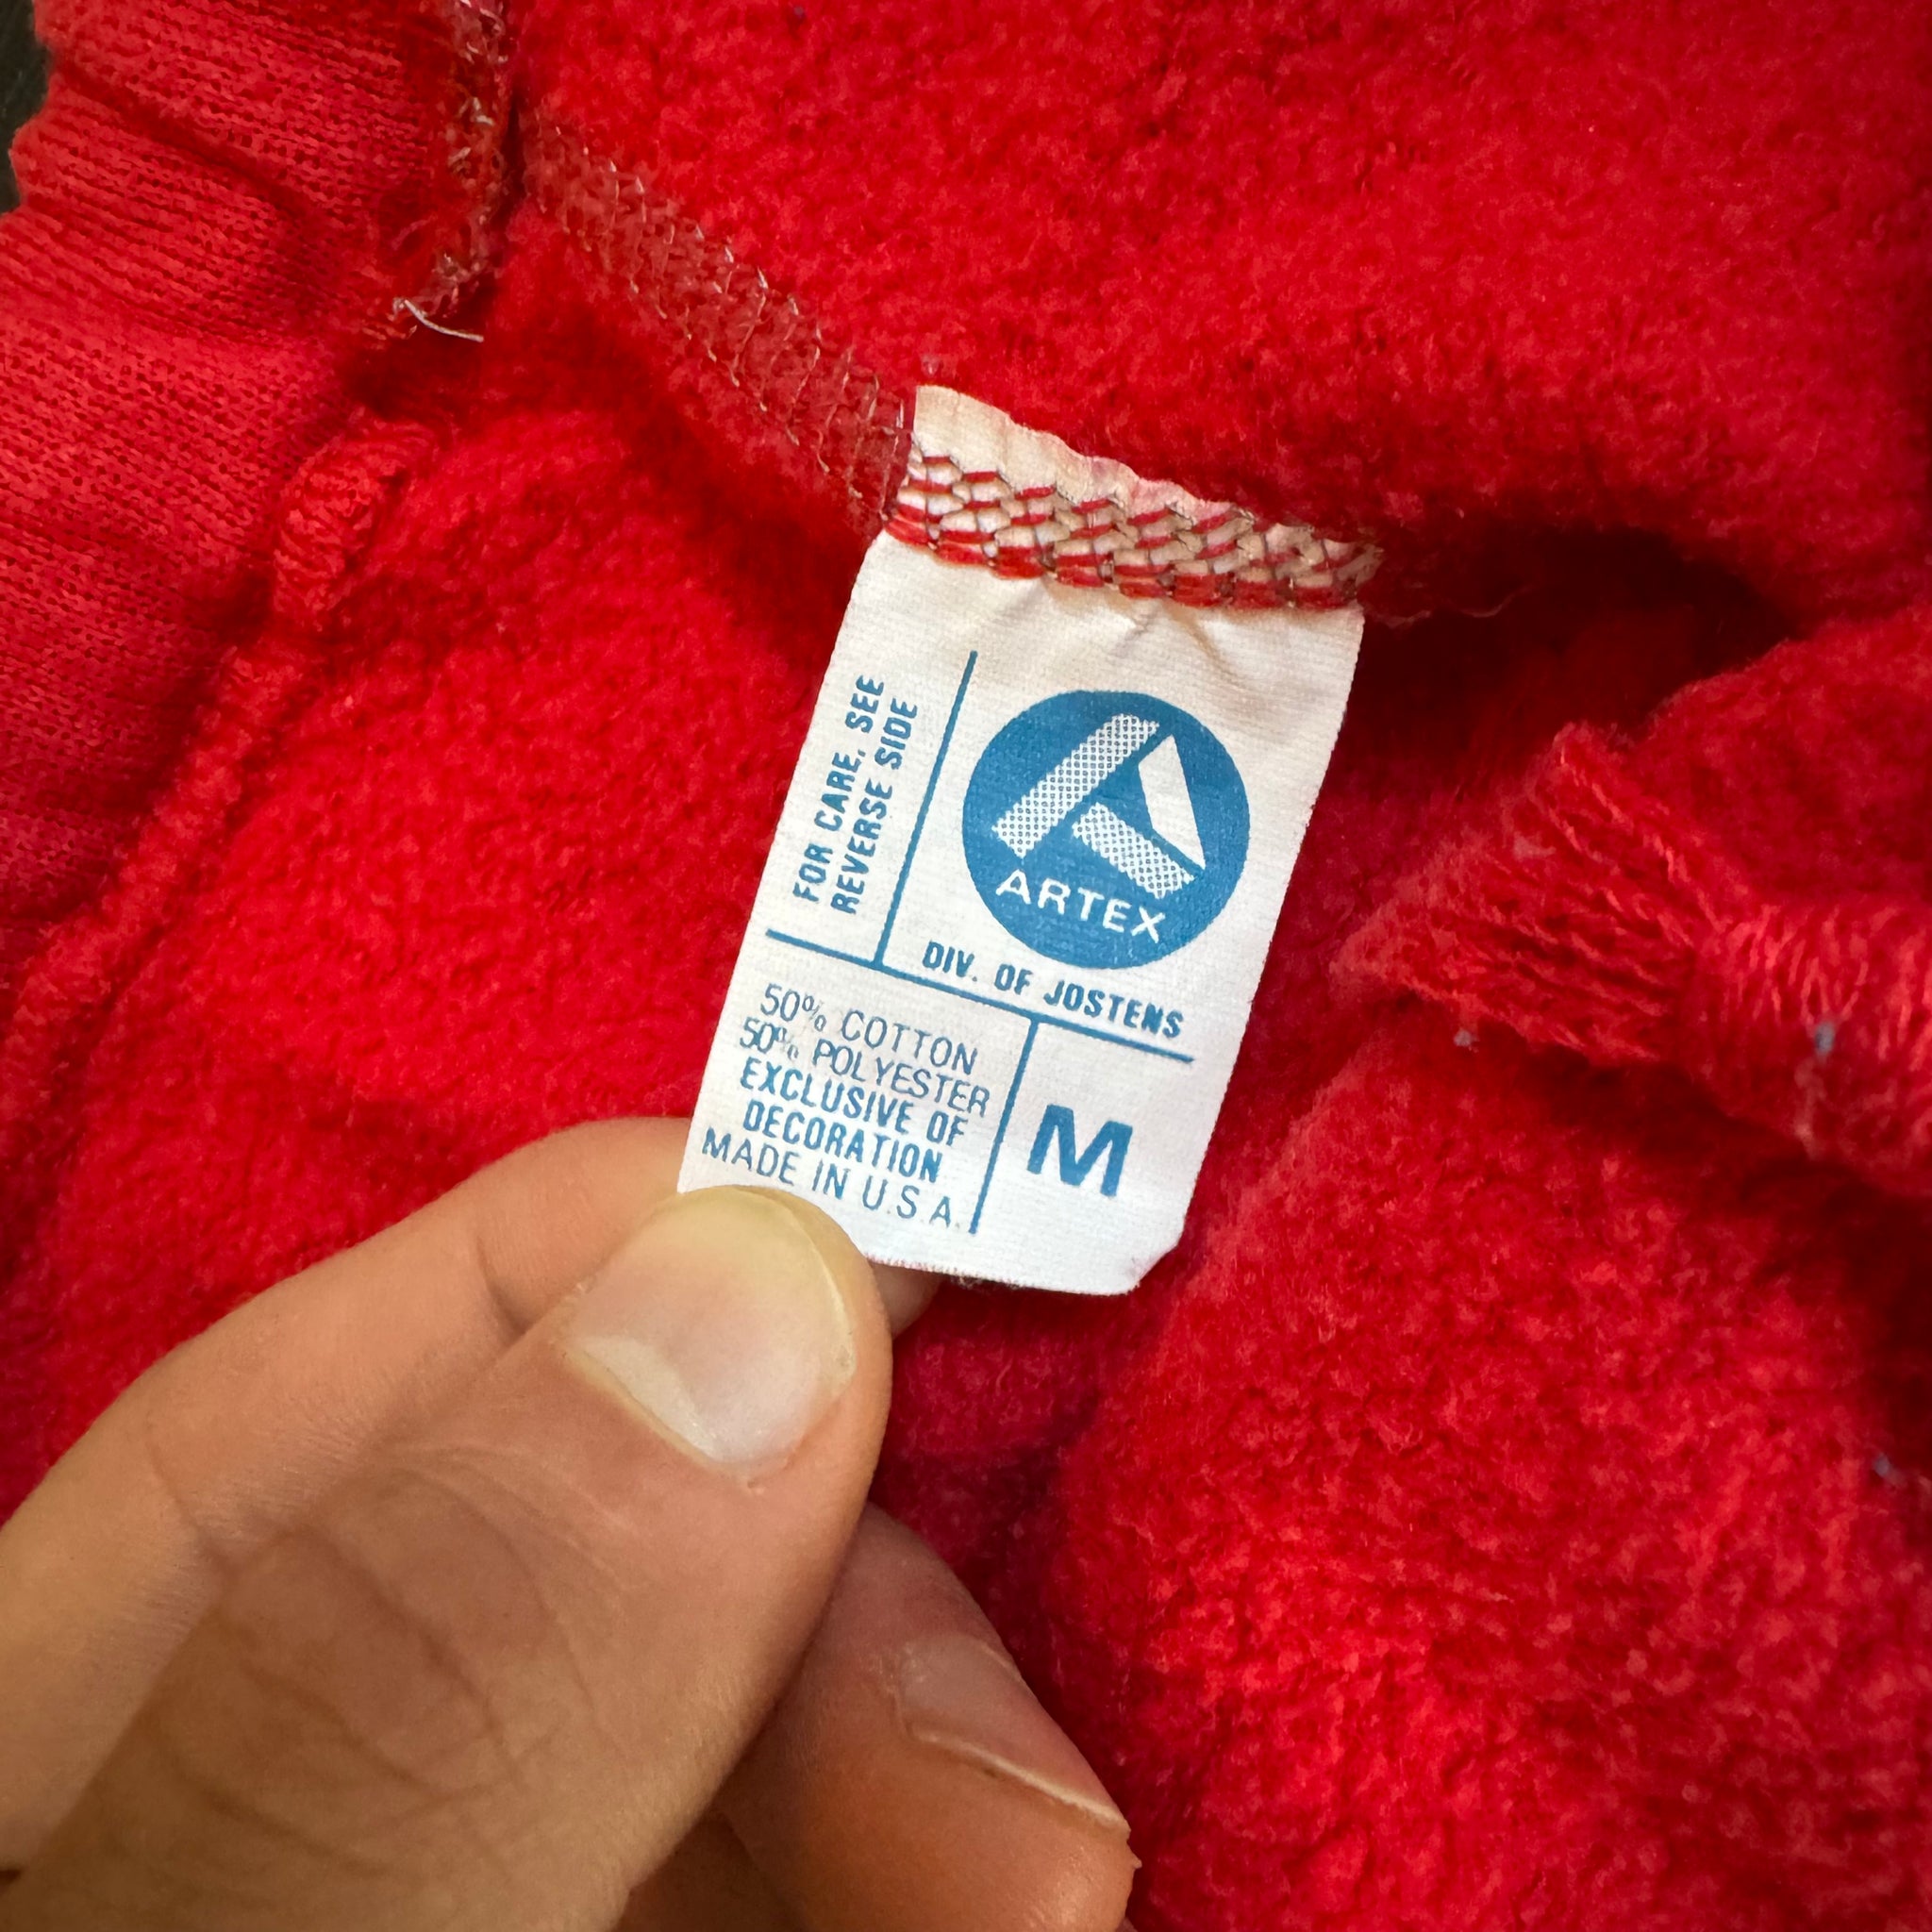 FOR CARE, SEE
REVERSE SIDE
ARTEX
DIV. OF JOSTENS
50% COTTON
50% POLYESTER
EXCLUSIVE OF
DECORATION
MADE IN U.S.A.
M